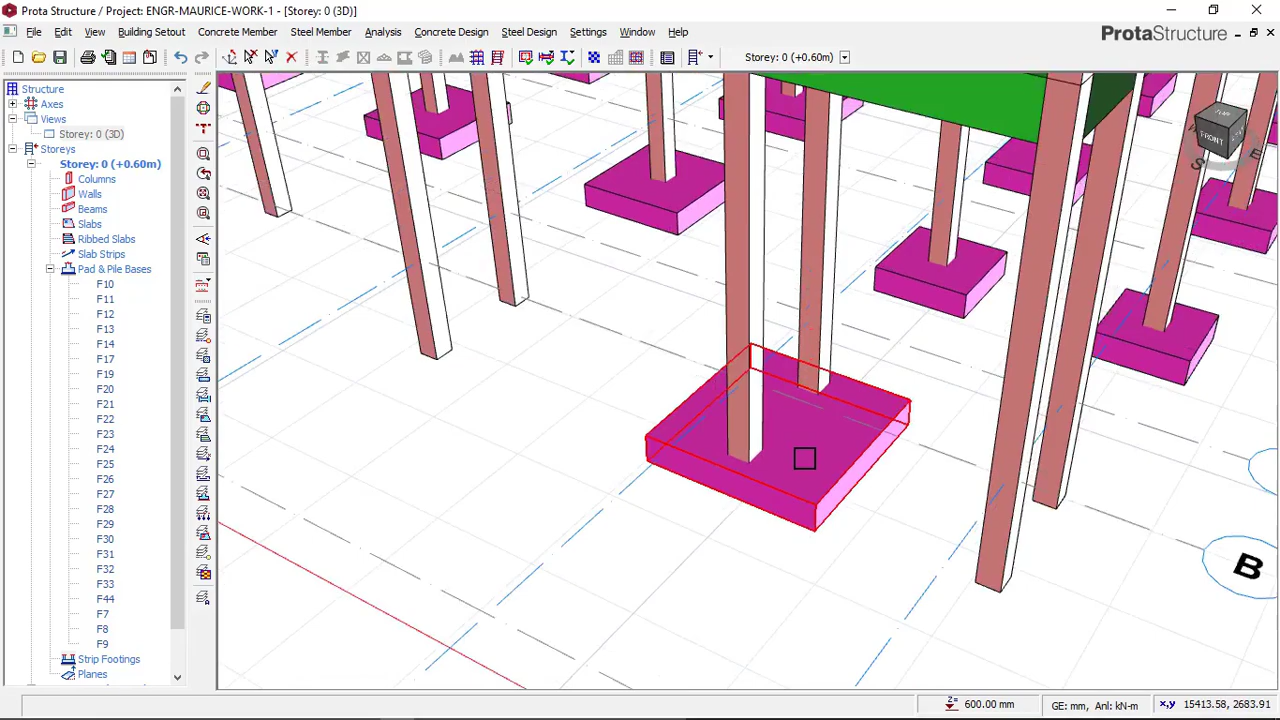 Prota Structure / Project: ENGR-MAURICE-WORK-1 - [Storey: 0 (3D)]
File Edit View Building Setout Concrete Member Steel Member Analysis Concrete Design Steel Design Settings Window Help
ProtaStructure
Storey: 0 (+0.60m)
Structure
Axes
Views
Storey: 0 (3D)
Storeys
Storey: 0 (+0.60m)
Columns
Walls
Beams
Slabs
Ribbed Slabs
Slab Strips
Pad & Pile Bases
F10
F11
F12
F13
F14
F17
F19
F20
F21
F22
F23
F24
F25
F26
F27
F28
F29
F30
F31
F32
F33
F44
F7
F8
F9
Strip Footings
Planes
FRONT
S
E
B
Z= 600.00 mm
GE: mm, Anl: kN-m
x,y 15413.58, 2683.91